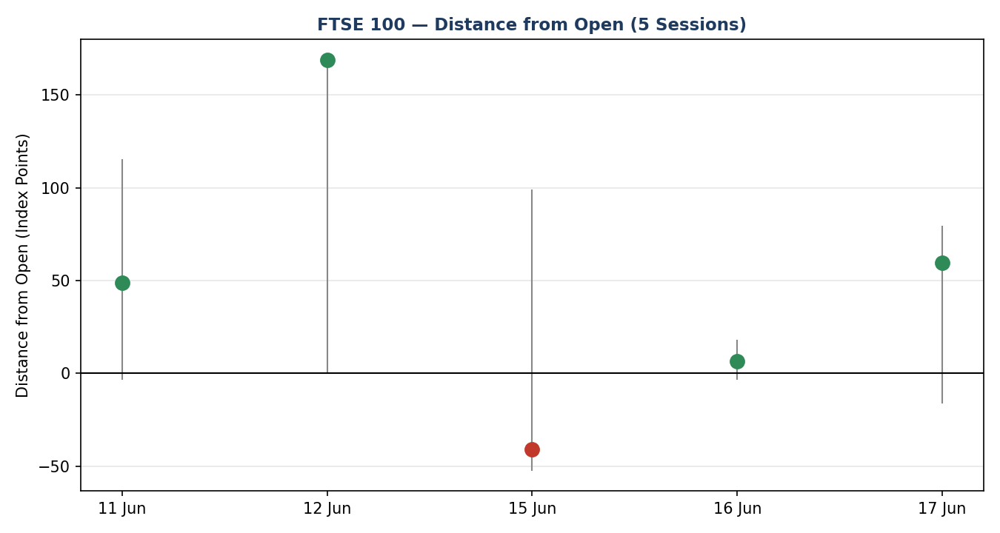 FTSE 100 — Distance from Open (5 Sessions)
Distance from Open (Index Points)
150
100
50
0
−50
11 Jun
12 Jun
15 Jun
16 Jun
17 Jun